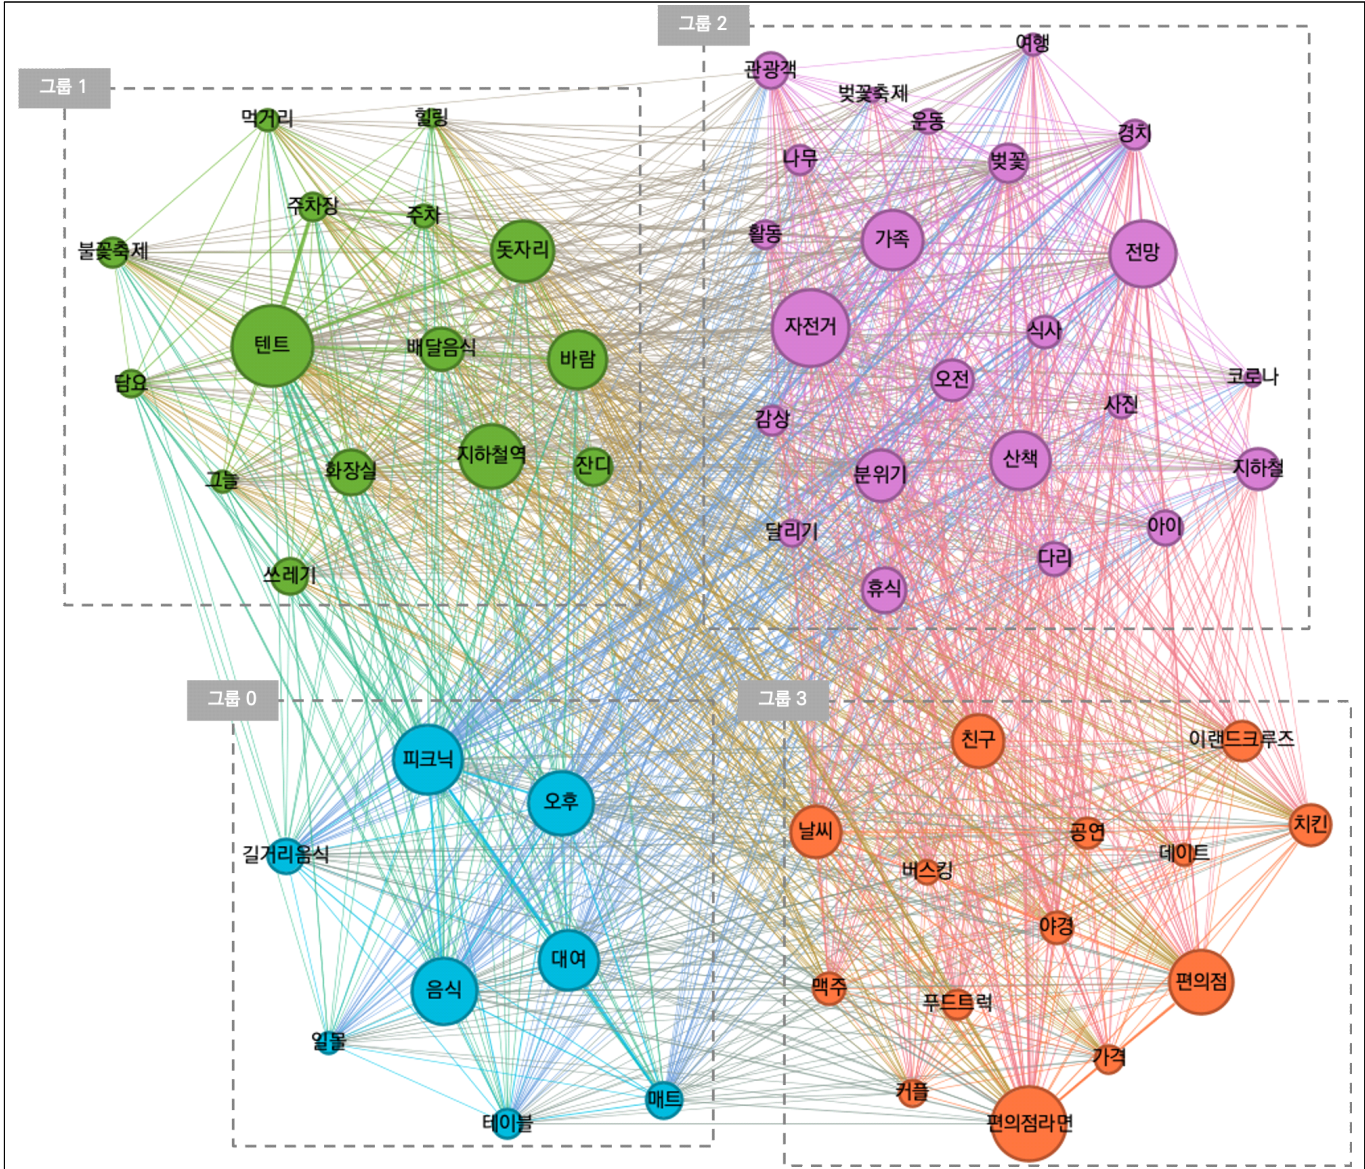 그룹 1
먹거리
힐링
주차장
주차
불꽃축제
돗자리
텐트
배달음식
바람
담요
그늘
화장실
지하철역
잔디
쓰레기
그룹 2
여행
관광객
벚꽃축제
운동
경치
나무
벚꽃
활동
가족
전망
자전거
식사
오전
코로나
감상
사진
분위기
산책
지하철
달리기
아이
다리
휴식
그룹 0
피크닉
오후
길거리음식
대여
음식
일몰
매트
테이블
그룹 3
친구
이랜드크루즈
날씨
공연
치킨
버스킹
데이트
야경
맥주
푸드트럭
편의점
가격
커플
편의점라면